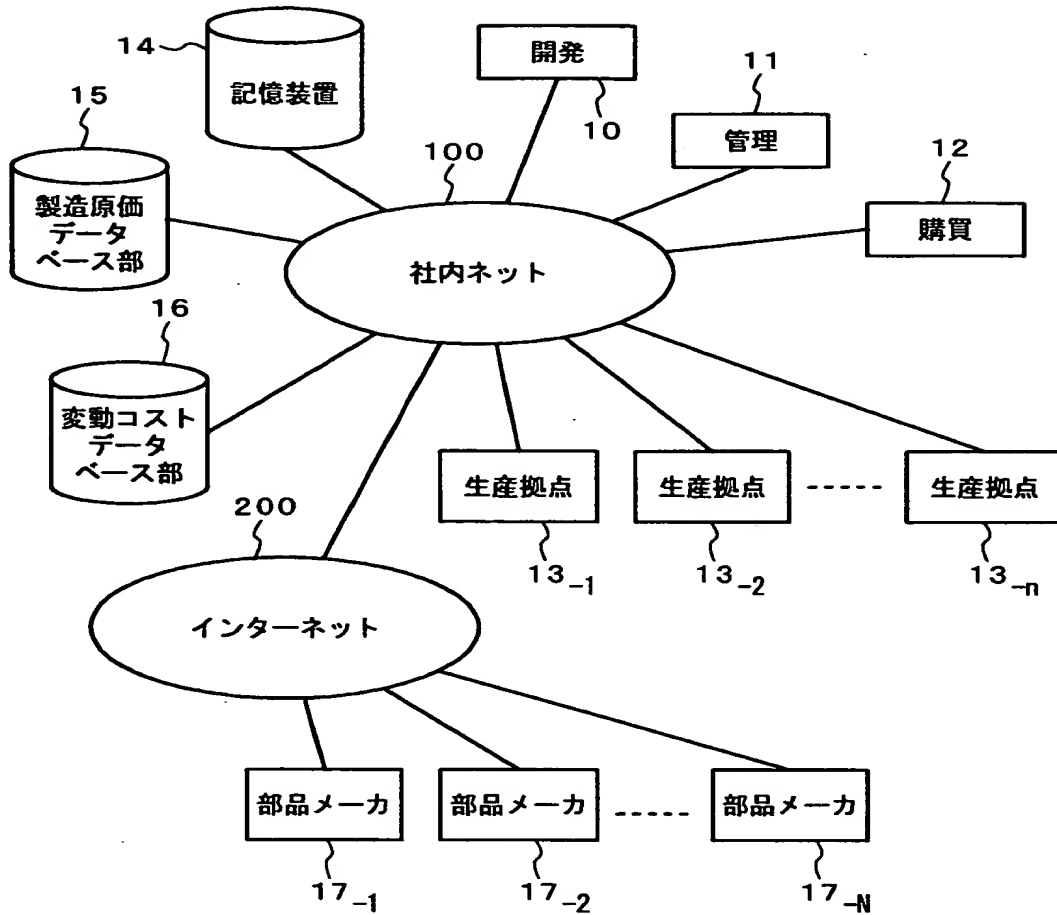 14
記憶装置
開発
10
11
管理
15
製造原価
データ
ベース部
100
12
購買
社内ネット
16
変動コスト
データ
ベース部
生産拠点
生産拠点
-----
生産拠点
13-1
13-2
13-n
200
インターネット
部品メーカ
部品メーカ
-----
部品メーカ
17-1
17-2
17-N